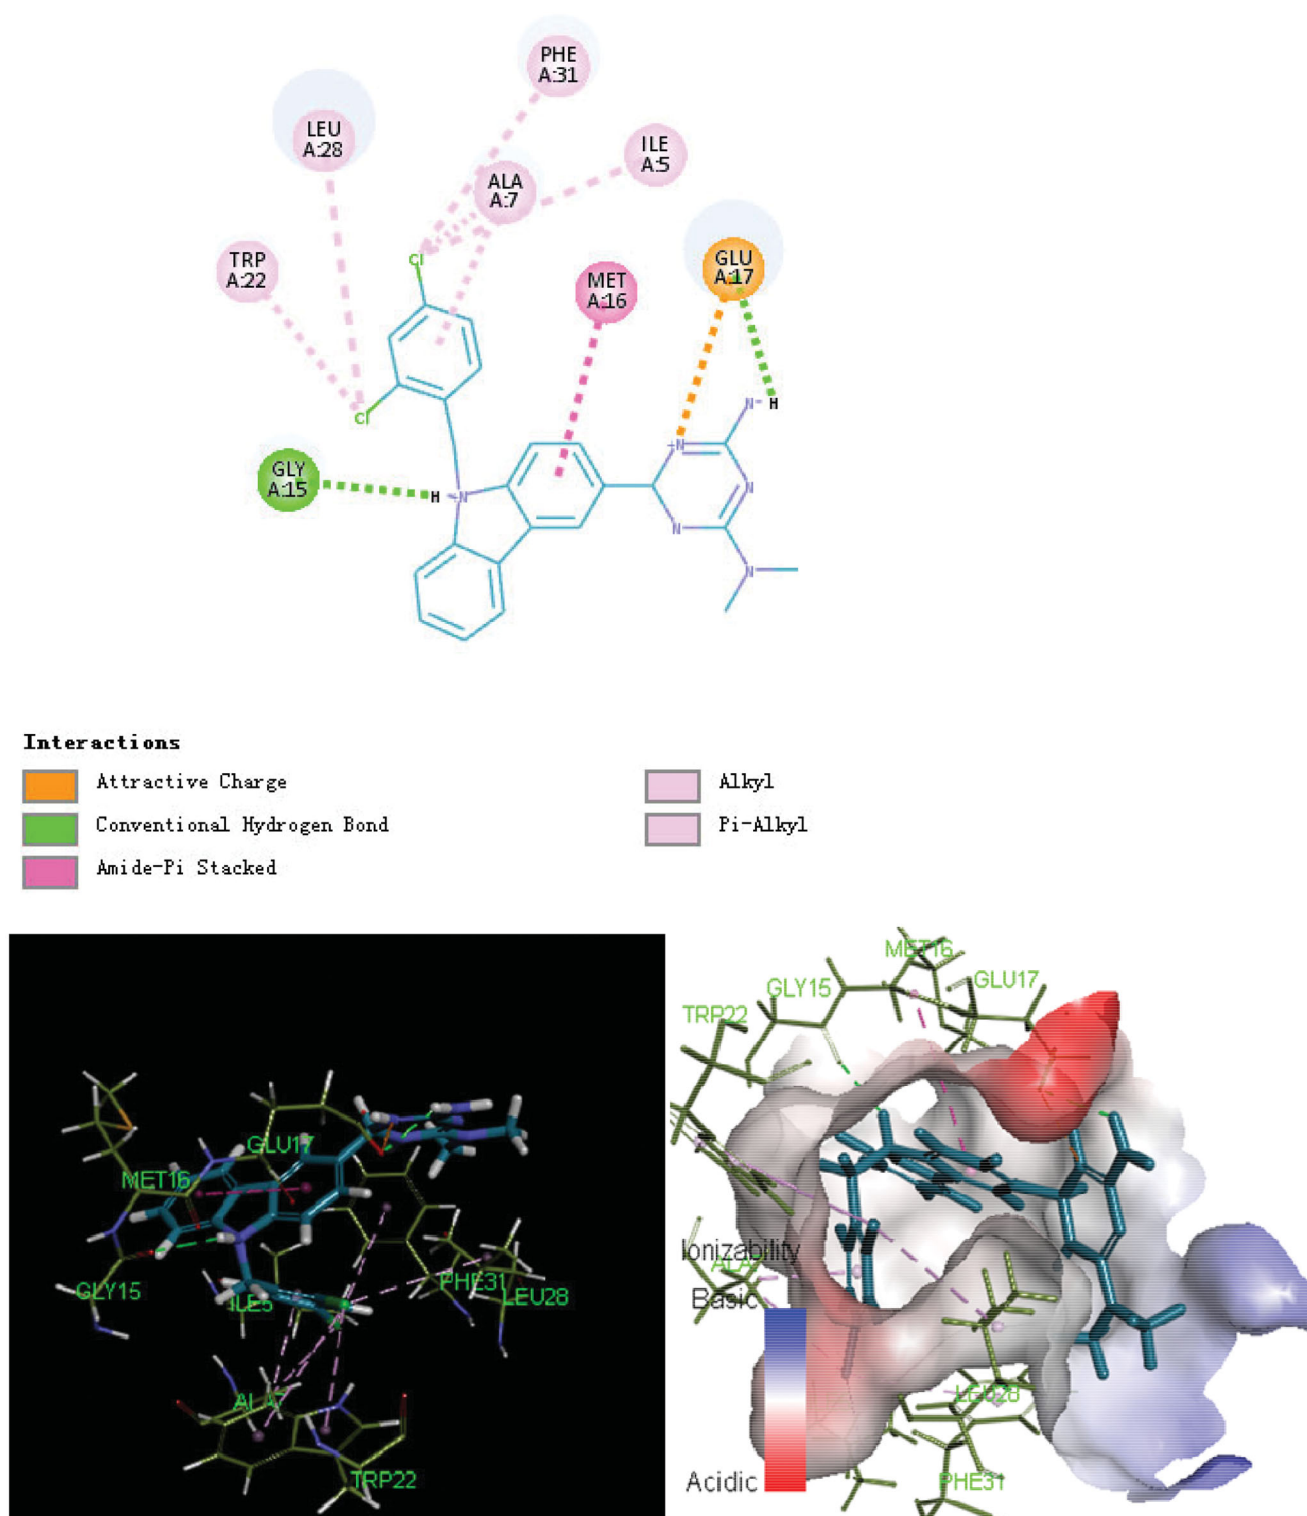 PHE
A:31
LEU
A:28
ILE
A:5
ALA
A:7
TRP
A:22
GLU
A:17
MET
A:16
Cl
H
N
N
Cl
GLY
A:15
H
N
N
N
N
Interactions
Attractive Charge
Alkyl
Conventional Hydrogen Bond
Pi-Alkyl
Amide-Pi Stacked
GLU17
MET16
GLY15
ILE5
PHE31
LEU28
ALA7
TRP22
MET16
GLY15
GLU17
TRP22
Ionizability
Basic
LEU28
Acidic
PHE31